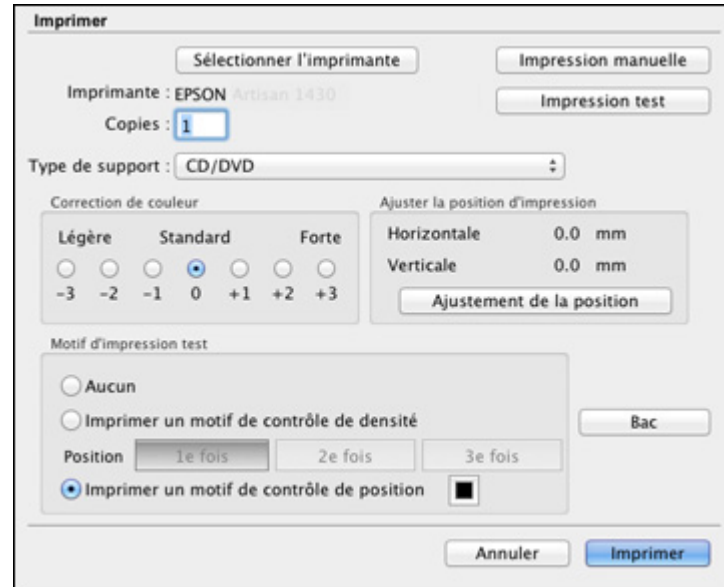 Imprimer
Sélectionner l'imprimante
Impression manuelle
Imprimante : EPSON Artisan 1430
Impression test
Copies : 1
Type de support : CD/DVD
Correction de couleur
Légère Standard Forte
-3 -2 -1 0 +1 +2 +3
Ajuster la position d'impression
Horizontale 0.0 mm
Verticale 0.0 mm
Ajustement de la position
Motif d'impression test
Aucun
Imprimer un motif de contrôle de densité
Position 1e fois 2e fois 3e fois
Imprimer un motif de contrôle de position
Bac
Annuler
Imprimer